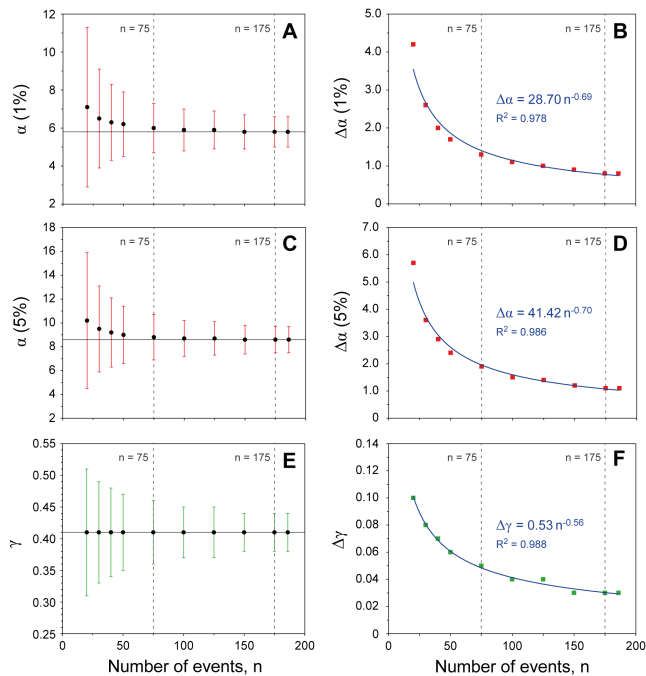 A
n = 75
n = 175
α (1%)
12
10
8
6
4
2
B
n = 75
n = 175
Δα (1%)
5.0
4.0
3.0
2.0
1.0
0
Δα = 28.70 n^-0.69
R² = 0.978
C
n = 75
n = 175
α (5%)
18
16
14
12
10
8
6
4
2
D
n = 75
n = 175
Δα (5%)
7.0
6.0
5.0
4.0
3.0
2.0
1.0
0
Δα = 41.42 n^-0.70
R² = 0.986
E
n = 75
n = 175
γ
0.55
0.50
0.45
0.40
0.35
0.30
0.25
0 50 100 150 200
Number of events, n
F
n = 75
n = 175
Δγ
0.14
0.12
0.10
0.08
0.06
0.04
0.02
0
Δγ = 0.53 n^-0.56
R² = 0.988
0 50 100 150 200
Number of events, n